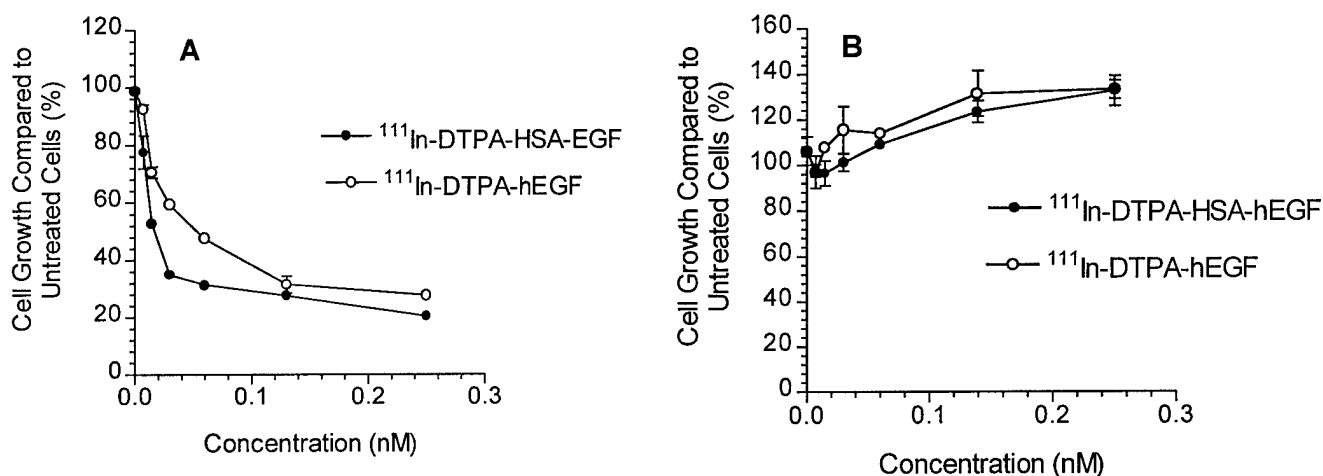 A
Cell Growth Compared to
Untreated Cells (%)
120
100
80
60
40
20
0
0.0 0.1 0.2 0.3
Concentration (nM)
¹¹¹In-DTPA-HSA-EGF
¹¹¹In-DTPA-hEGF
B
Cell Growth Compared to
Untreated Cells (%)
160
140
120
100
80
60
40
120
0
0.0 0.1 0.2 0.3
Concentration (nM)
¹¹¹In-DTPA-HSA-hEGF
¹¹¹In-DTPA-hEGF